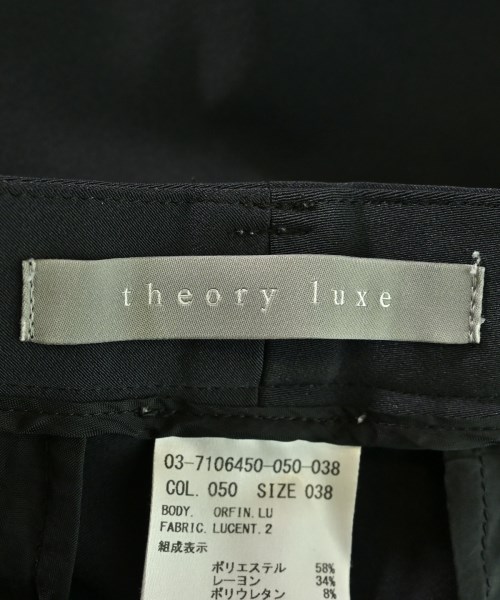 theory luxe
03-7106450-050-038
COL. 050 SIZE 038
BODY. ORFIN.LU
FABRIC. LUCENT.2
組成表示
ポリエステル 58%
レーヨン 34%
ポリウレタン 8%